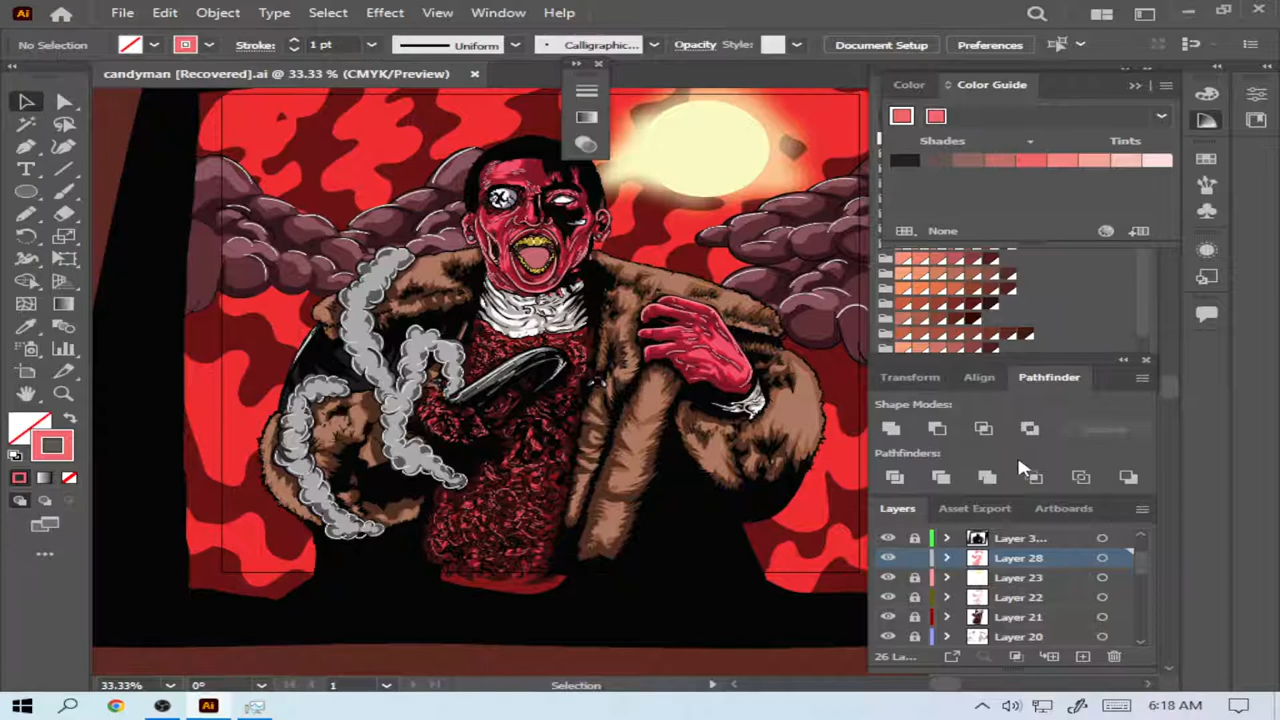 Ai File Edit Object Type Select Effect View Window Help
No Selection Stroke: 1 pt Uniform Calligraphic... Opacity Style: Document Setup Preferences
candyman [Recovered].ai @ 33.33 % (CMYK/Preview)
Color Color Guide
Shades Tints
None
Transform Align Pathfinder
Shape Modes:
Pathfinders:
Layers Asset Export Artboards
Layer 3...
Layer 28
Layer 23
Layer 22
Layer 21
Layer 20
26 La...
33.33% 0° 1 Selection
Ai 6:18 AM